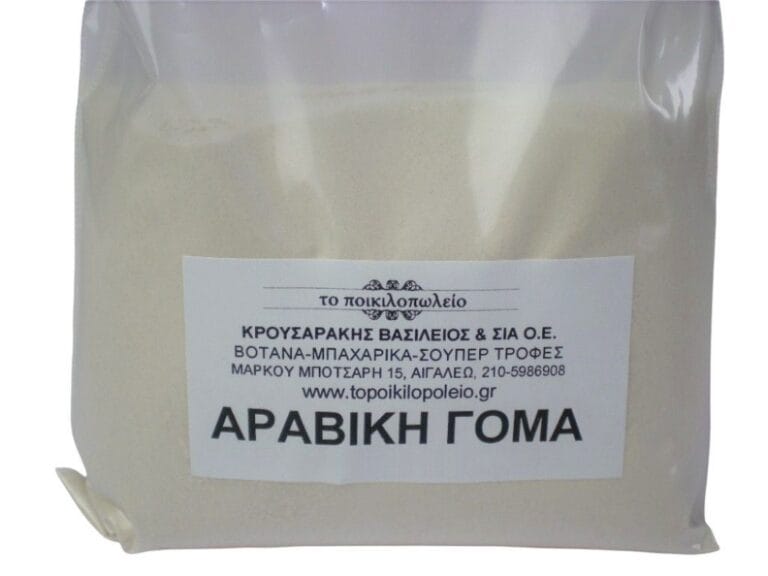 το ποικιλοπωλείο
ΚΡΟΥΣΑΡΑΚΗΣ ΒΑΣΙΛΕΙΟΣ & ΣΙΑ Ο.Ε.
ΒΟΤΑΝΑ-ΜΠΑΧΑΡΙΚΑ-ΣΟΥΠΕΡ ΤΡΟΦΕΣ
ΜΑΡΚΟΥ ΜΠΟΤΣΑΡΗ 15, ΑΙΓΑΛΕΩ, 210-5986908
www.topoikilopoleio.gr
ΑΡΑΒΙΚΗ ΓΟΜΑ